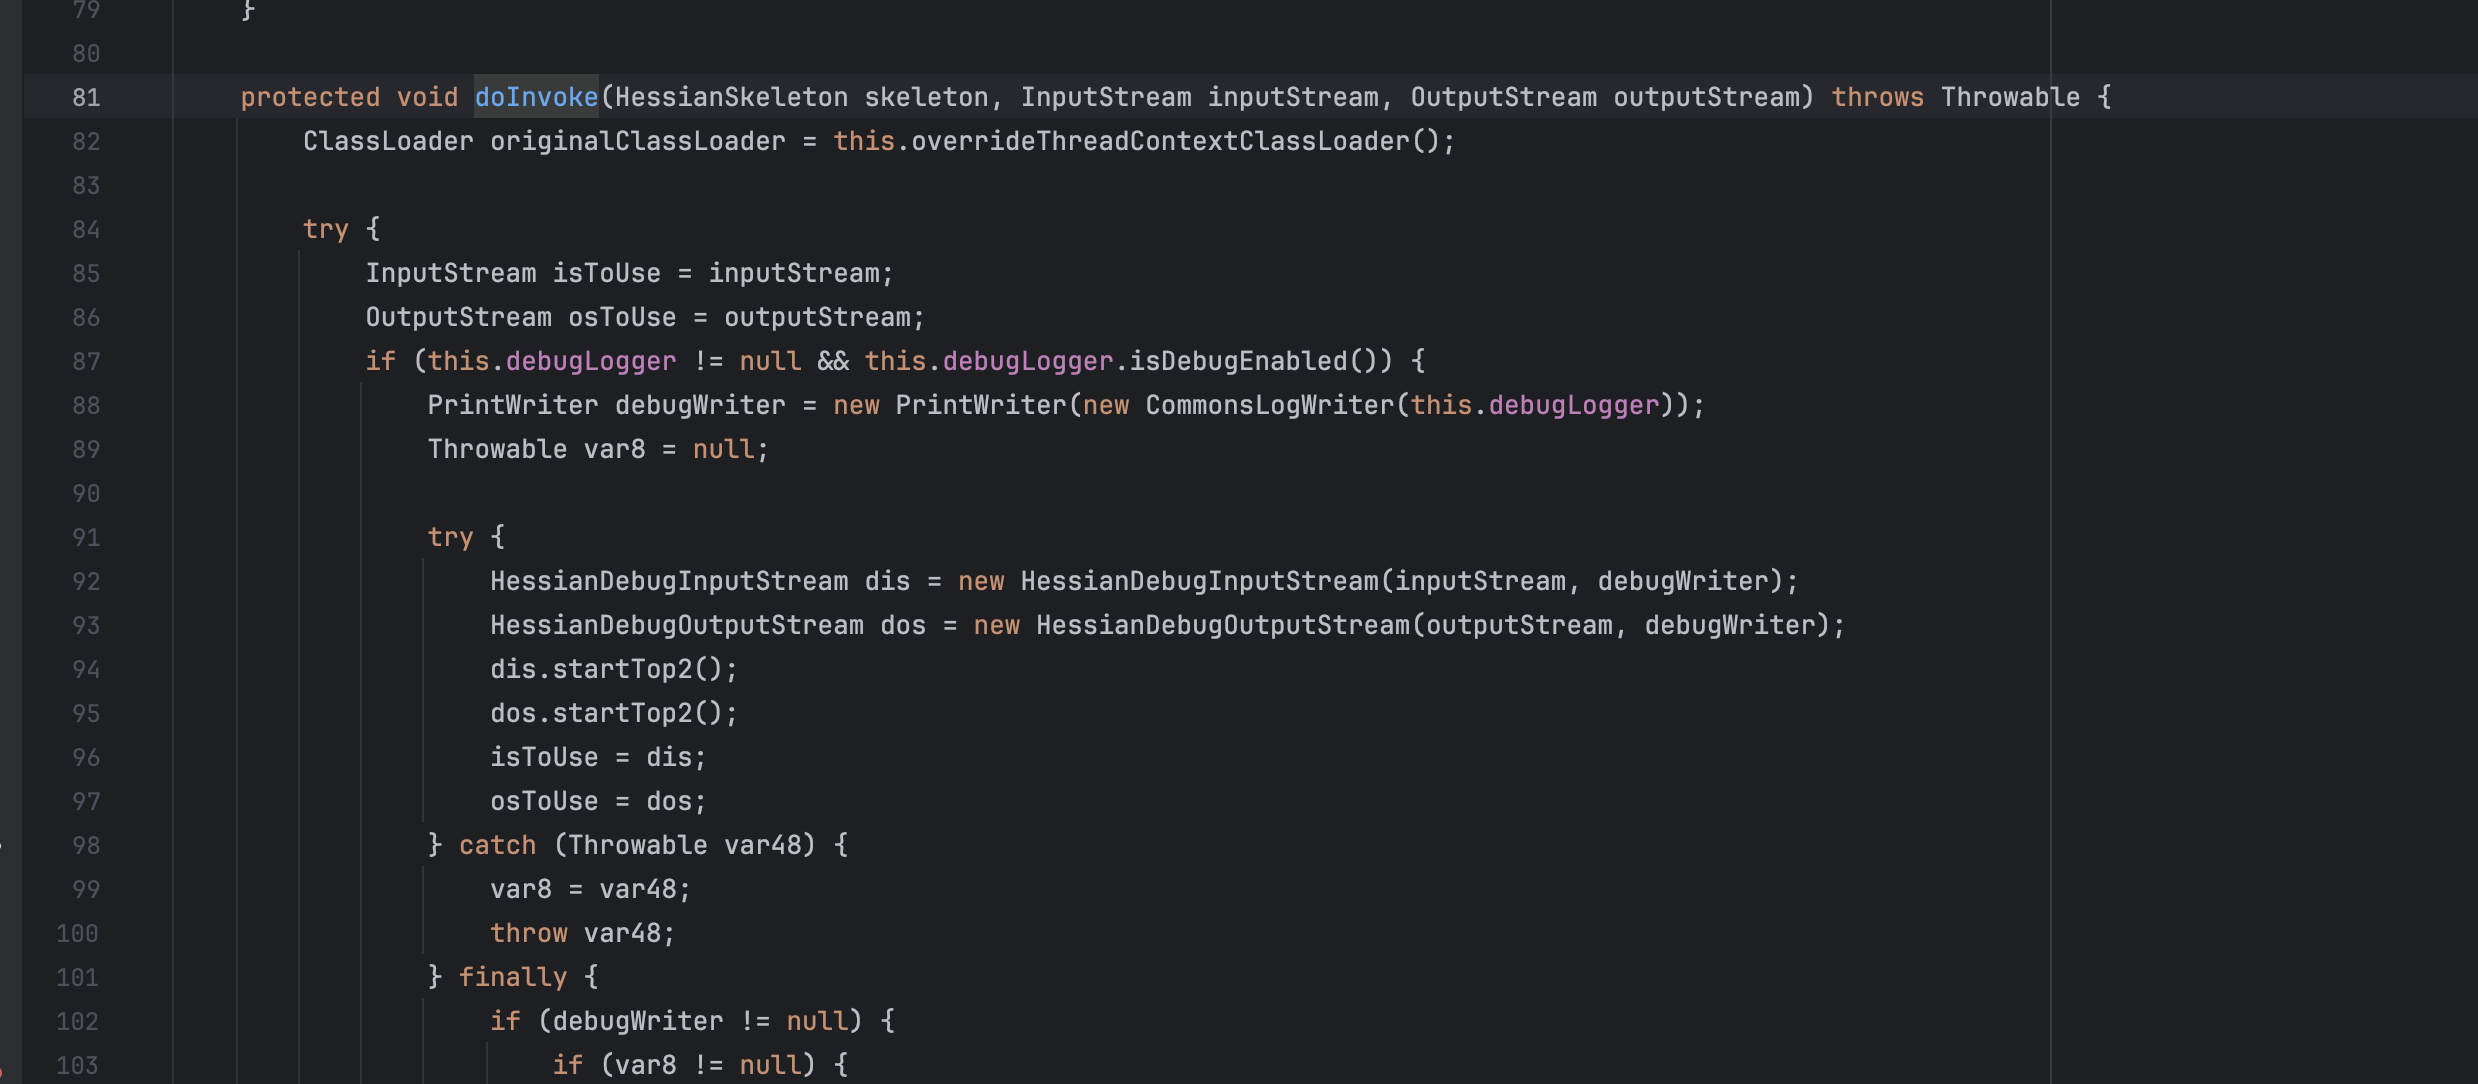 79 }
80
81 protected void doInvoke(HessianSkeleton skeleton, InputStream inputStream, OutputStream outputStream) throws Throwable {
82 ClassLoader originalClassLoader = this.overrideThreadContextClassLoader();
83
84 try {
85 InputStream isToUse = inputStream;
86 OutputStream osToUse = outputStream;
87 if (this.debugLogger != null && this.debugLogger.isDebugEnabled()) {
88 PrintWriter debugWriter = new PrintWriter(new CommonsLogWriter(this.debugLogger));
89 Throwable var8 = null;
90
91 try {
92 HessianDebugInputStream dis = new HessianDebugInputStream(inputStream, debugWriter);
93 HessianDebugOutputStream dos = new HessianDebugOutputStream(outputStream, debugWriter);
94 dis.startTop2();
95 dos.startTop2();
96 isToUse = dis;
97 osToUse = dos;
98 } catch (Throwable var48) {
99 var8 = var48;
100 throw var48;
101 } finally {
102 if (debugWriter != null) {
103 if (var8 != null) {